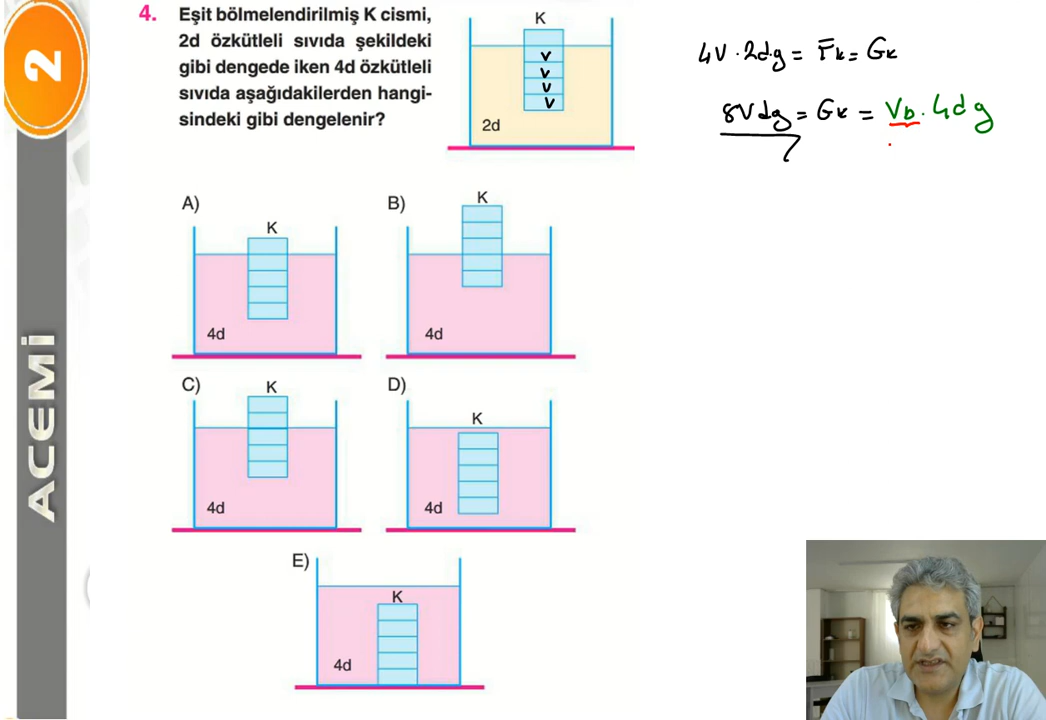 2
ACEMİ
4. Eşit bölmelendirilmiş K cismi,
2d özkütleli sıvıda şekildeki
gibi dengede iken 4d özkütleli
sıvıda aşağıdakilerden hangi-
sindeki gibi dengelenir?
K
V
V
V
V
2d
4V · 2d·g = Fk = Gk
8Vdg = Gk = Vb · 4dg
A)
K
4d
B)
K
4d
C)
K
4d
D)
K
4d
E)
K
4d